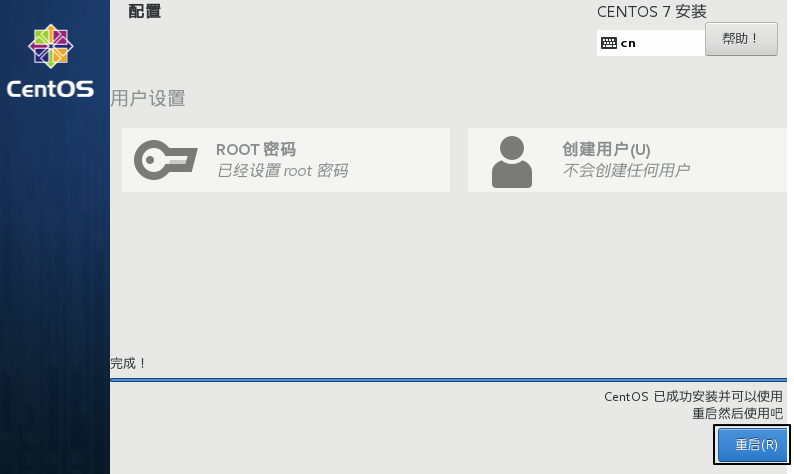 配置
CENTOS 7 安装
cn
帮助！
CentOS
用户设置
ROOT 密码
已经设置 root 密码
创建用户(U)
不会创建任何用户
完成！
CentOS 已成功安装并可以使用
重启然后使用吧
重启(R)